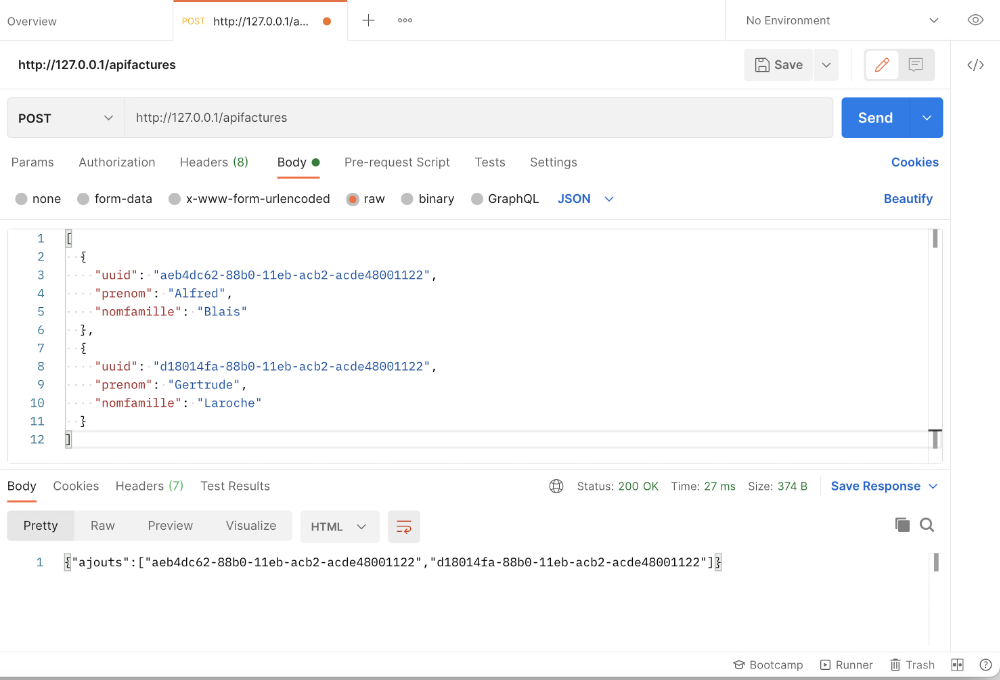 Overview POST http://127.0.0.1/a... No Environment
http://127.0.0.1/apifactures Save
POST http://127.0.0.1/apifactures Send
Params Authorization Headers (8) Body Pre-request Script Tests Settings Cookies
none form-data x-www-form-urlencoded raw binary GraphQL JSON Beautify
1 [
2 {
3 "uuid": "aeb4dc62-88b0-11eb-acb2-acde48001122",
4 "prenom": "Alfred",
5 "nomfamille": "Blais"
6 },
7 {
8 "uuid": "d18014fa-88b0-11eb-acb2-acde48001122",
9 "prenom": "Gertrude",
10 "nomfamille": "Laroche"
11 }
12 ]
Body Cookies Headers (7) Test Results Status: 200 OK Time: 27 ms Size: 374 B Save Response
Pretty Raw Preview Visualize HTML
1 {"ajouts":["aeb4dc62-88b0-11eb-acb2-acde48001122","d18014fa-88b0-11eb-acb2-acde48001122"]}
Bootcamp Runner Trash